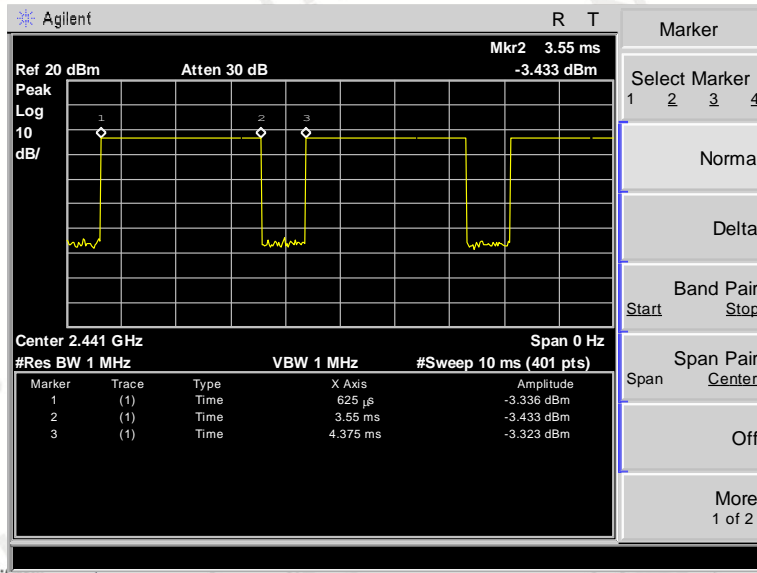 Agilent R T
Mkr2 3.55 ms
Ref 20 dBm Atten 30 dB -3.433 dBm
Peak
Log
10
dB/
1 2 3
Center 2.441 GHz Span 0 Hz
#Res BW 1 MHz VBW 1 MHz #Sweep 10 ms (401 pts)
Marker Trace Type X Axis Amplitude
1 (1) Time 625 µs -3.336 dBm
2 (1) Time 3.55 ms -3.433 dBm
3 (1) Time 4.375 ms -3.323 dBm
Marker
Select Marker
1 2 3 4
Norma
Delta
Band Pair
Start Stop
Span Pair
Span Center
Off
More
1 of 2